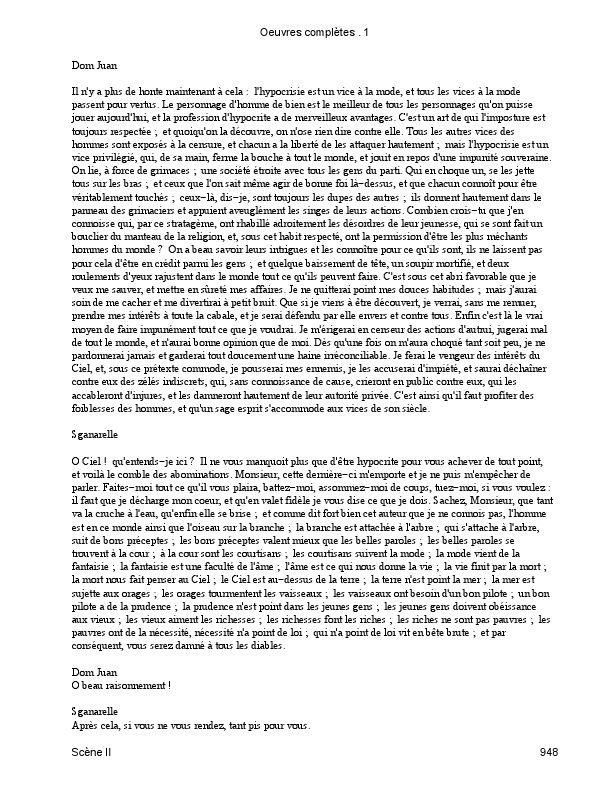 Oeuvres complètes . 1
Dom Juan
Il n'y a plus de honte maintenant à cela :  l'hypocrisie est un vice à la mode, et tous les vices à la mode
passent pour vertus. Le personnage d'homme de bien est le meilleur de tous les personnages qu'on puisse
jouer aujourd'hui, et la profession d'hypocrite a de merveilleux avantages. C'est un art de qui l'imposture est
toujours respectée ;  et quoiqu'on la découvre, on n'ose rien dire contre elle. Tous les autres vices des
hommes sont exposés à la censure, et chacun a la liberté de les attaquer hautement ;  mais l'hypocrisie est un
vice privilégié, qui, de sa main, ferme la bouche à tout le monde, et jouit en repos d'une impunité souveraine.
On lie, à force de grimaces ;  une société étroite avec tous les gens du parti. Qui en choque un, se les jette
tous sur les bras ;  et ceux que l'on sait même agir de bonne foi là−dessus, et que chacun connoît pour être
véritablement touchés ;  ceux−là, dis−je, sont toujours les dupes des autres ;  ils donnent hautement dans le
panneau des grimaciers et appuient aveuglément les singes de leurs actions. Combien crois−tu que j'en
connoisse qui, par ce stratagème, ont rhabillé adroitement les désordres de leur jeunesse, qui se sont fait un
bouclier du manteau de la religion, et, sous cet habit respecté, ont la permission d'être les plus méchants
hommes du monde ?  On a beau savoir leurs intrigues et les connoître pour ce qu'ils sont, ils ne laissent pas
pour cela d'être en crédit parmi les gens ;  et quelque baissement de tête, un soupir mortifié, et deux
roulements d'yeux rajustent dans le monde tout ce qu'ils peuvent faire. C'est sous cet abri favorable que je
veux me sauver, et mettre en sûreté mes affaires. Je ne quitterai point mes douces habitudes ;  mais j'aurai
soin de me cacher et me divertirai à petit bruit. Que si je viens à être découvert, je verrai, sans me remuer,
prendre mes intérêts à toute la cabale, et je serai défendu par elle envers et contre tous. Enfin c'est là le vrai
moyen de faire impunément tout ce que je voudrai. Je m'érigerai en censeur des actions d'autrui, jugerai mal
de tout le monde, et n'aurai bonne opinion que de moi. Dès qu'une fois on m'aura choqué tant soit peu, je ne
pardonnerai jamais et garderai tout doucement une haine irréconciliable. Je ferai le vengeur des intérêts du
Ciel, et, sous ce prétexte commode, je pousserai mes ennemis, je les accuserai d'impiété, et saurai déchaîner
contre eux des zélés indiscrets, qui, sans connoissance de cause, crieront en public contre eux, qui les
accableront d'injures, et les damneront hautement de leur autorité privée. C'est ainsi qu'il faut profiter des
foiblesses des hommes, et qu'un sage esprit s'accommode aux vices de son siècle.
Sganarelle
O Ciel !  qu'entends−je ici ?  Il ne vous manquoit plus que d'être hypocrite pour vous achever de tout point,
et voilà le comble des abominations. Monsieur, cette dernière−ci m'emporte et je ne puis m'empêcher de
parler. Faites−moi tout ce qu'il vous plaira, battez−moi, assommez−moi de coups, tuez−moi, si vous voulez :
il faut que je décharge mon coeur, et qu'en valet fidèle je vous dise ce que je dois. Sachez, Monsieur, que tant
va la cruche à l'eau, qu'enfin elle se brise ;  et comme dit fort bien cet auteur que je ne connois pas, l'homme
est en ce monde ainsi que l'oiseau sur la branche ;  la branche est attachée à l'arbre ;  qui s'attache à l'arbre,
suit de bons préceptes ;  les bons préceptes valent mieux que les belles paroles ;  les belles paroles se
trouvent à la cour ;  à la cour sont les courtisans ;  les courtisans suivent la mode ;  la mode vient de la
fantaisie ;  la fantaisie est une faculté de l'âme ;  l'âme est ce qui nous donne la vie ;  la vie finit par la mort ;
la mort nous fait penser au Ciel ;  le Ciel est au−dessus de la terre ;  la terre n'est point la mer ;  la mer est
sujette aux orages ;  les orages tourmentent les vaisseaux ;  les vaisseaux ont besoin d'un bon pilote ;  un bon
pilote a de la prudence ;  la prudence n'est point dans les jeunes gens ;  les jeunes gens doivent obéissance
aux vieux ;  les vieux aiment les richesses ;  les richesses font les riches ;  les riches ne sont pas pauvres ;  les
pauvres ont de la nécessité, nécessité n'a point de loi ;  qui n'a point de loi vit en bête brute ;  et par
conséquent, vous serez damné à tous les diables.
Dom Juan
O beau raisonnement !
Sganarelle
Après cela, si vous ne vous rendez, tant pis pour vous.
Scène II 948